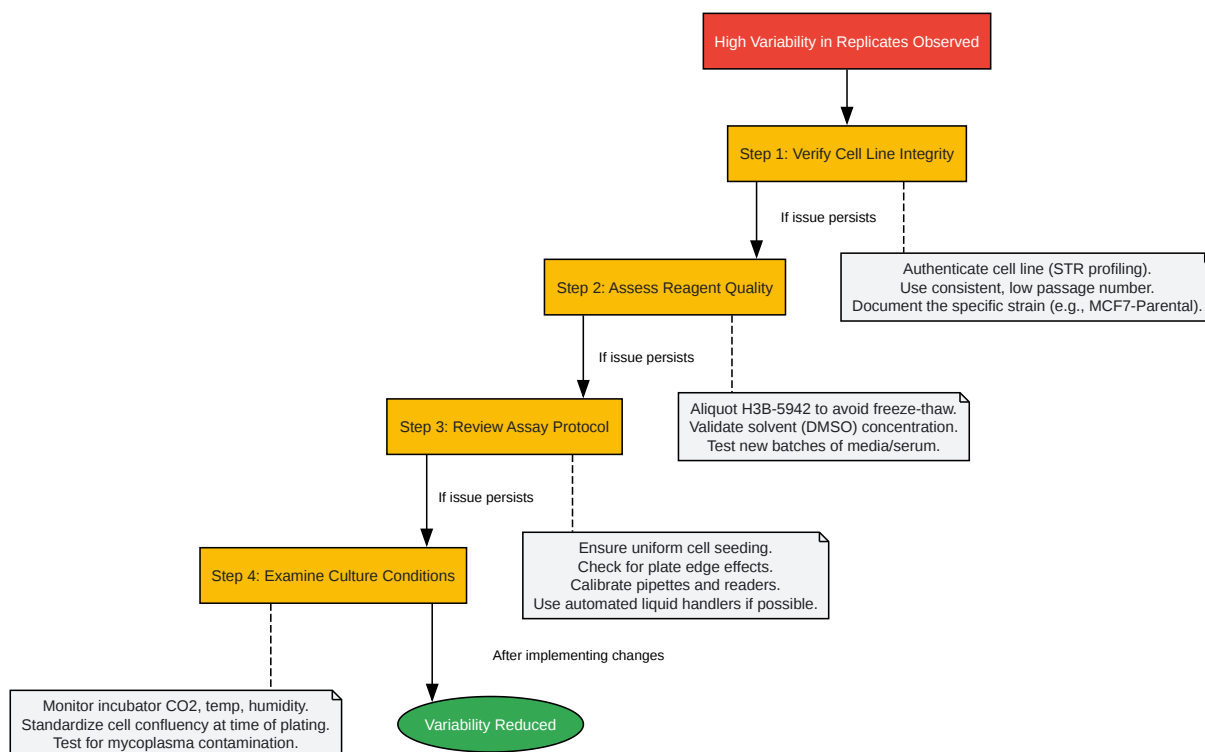 High Variability in Replicates Observed
Step 1: Verify Cell Line Integrity
If issue persists
Authenticate cell line (STR profiling).
Use consistent, low passage number.
Document the specific strain (e.g., MCF7-Parental).
Step 2: Assess Reagent Quality
If issue persists
Aliquot H3B-5942 to avoid freeze-thaw.
Validate solvent (DMSO) concentration.
Test new batches of media/serum.
Step 3: Review Assay Protocol
If issue persists
Ensure uniform cell seeding.
Check for plate edge effects.
Calibrate pipettes and readers.
Use automated liquid handlers if possible.
Step 4: Examine Culture Conditions
After implementing changes
Monitor incubator CO2, temp, humidity.
Standardize cell confluency at time of plating.
Test for mycoplasma contamination.
Variability Reduced